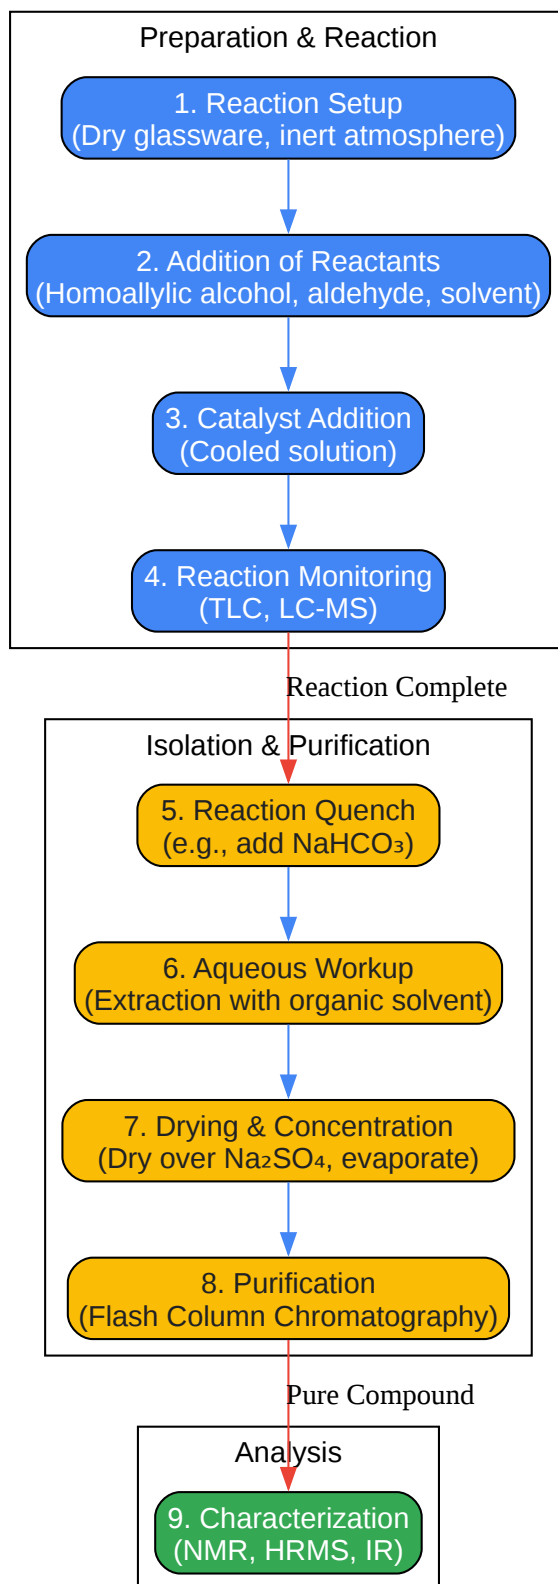 Preparation & Reaction
1. Reaction Setup
(Dry glassware, inert atmosphere)
2. Addition of Reactants
(Homoallylic alcohol, aldehyde, solvent)
3. Catalyst Addition
(Cooled solution)
4. Reaction Monitoring
(TLC, LC-MS)
Reaction Complete
Isolation & Purification
5. Reaction Quench
(e.g., add NaHCO₃)
6. Aqueous Workup
(Extraction with organic solvent)
7. Drying & Concentration
(Dry over Na₂SO₄, evaporate)
8. Purification
(Flash Column Chromatography)
Pure Compound
Analysis
9. Characterization
(NMR, HRMS, IR)